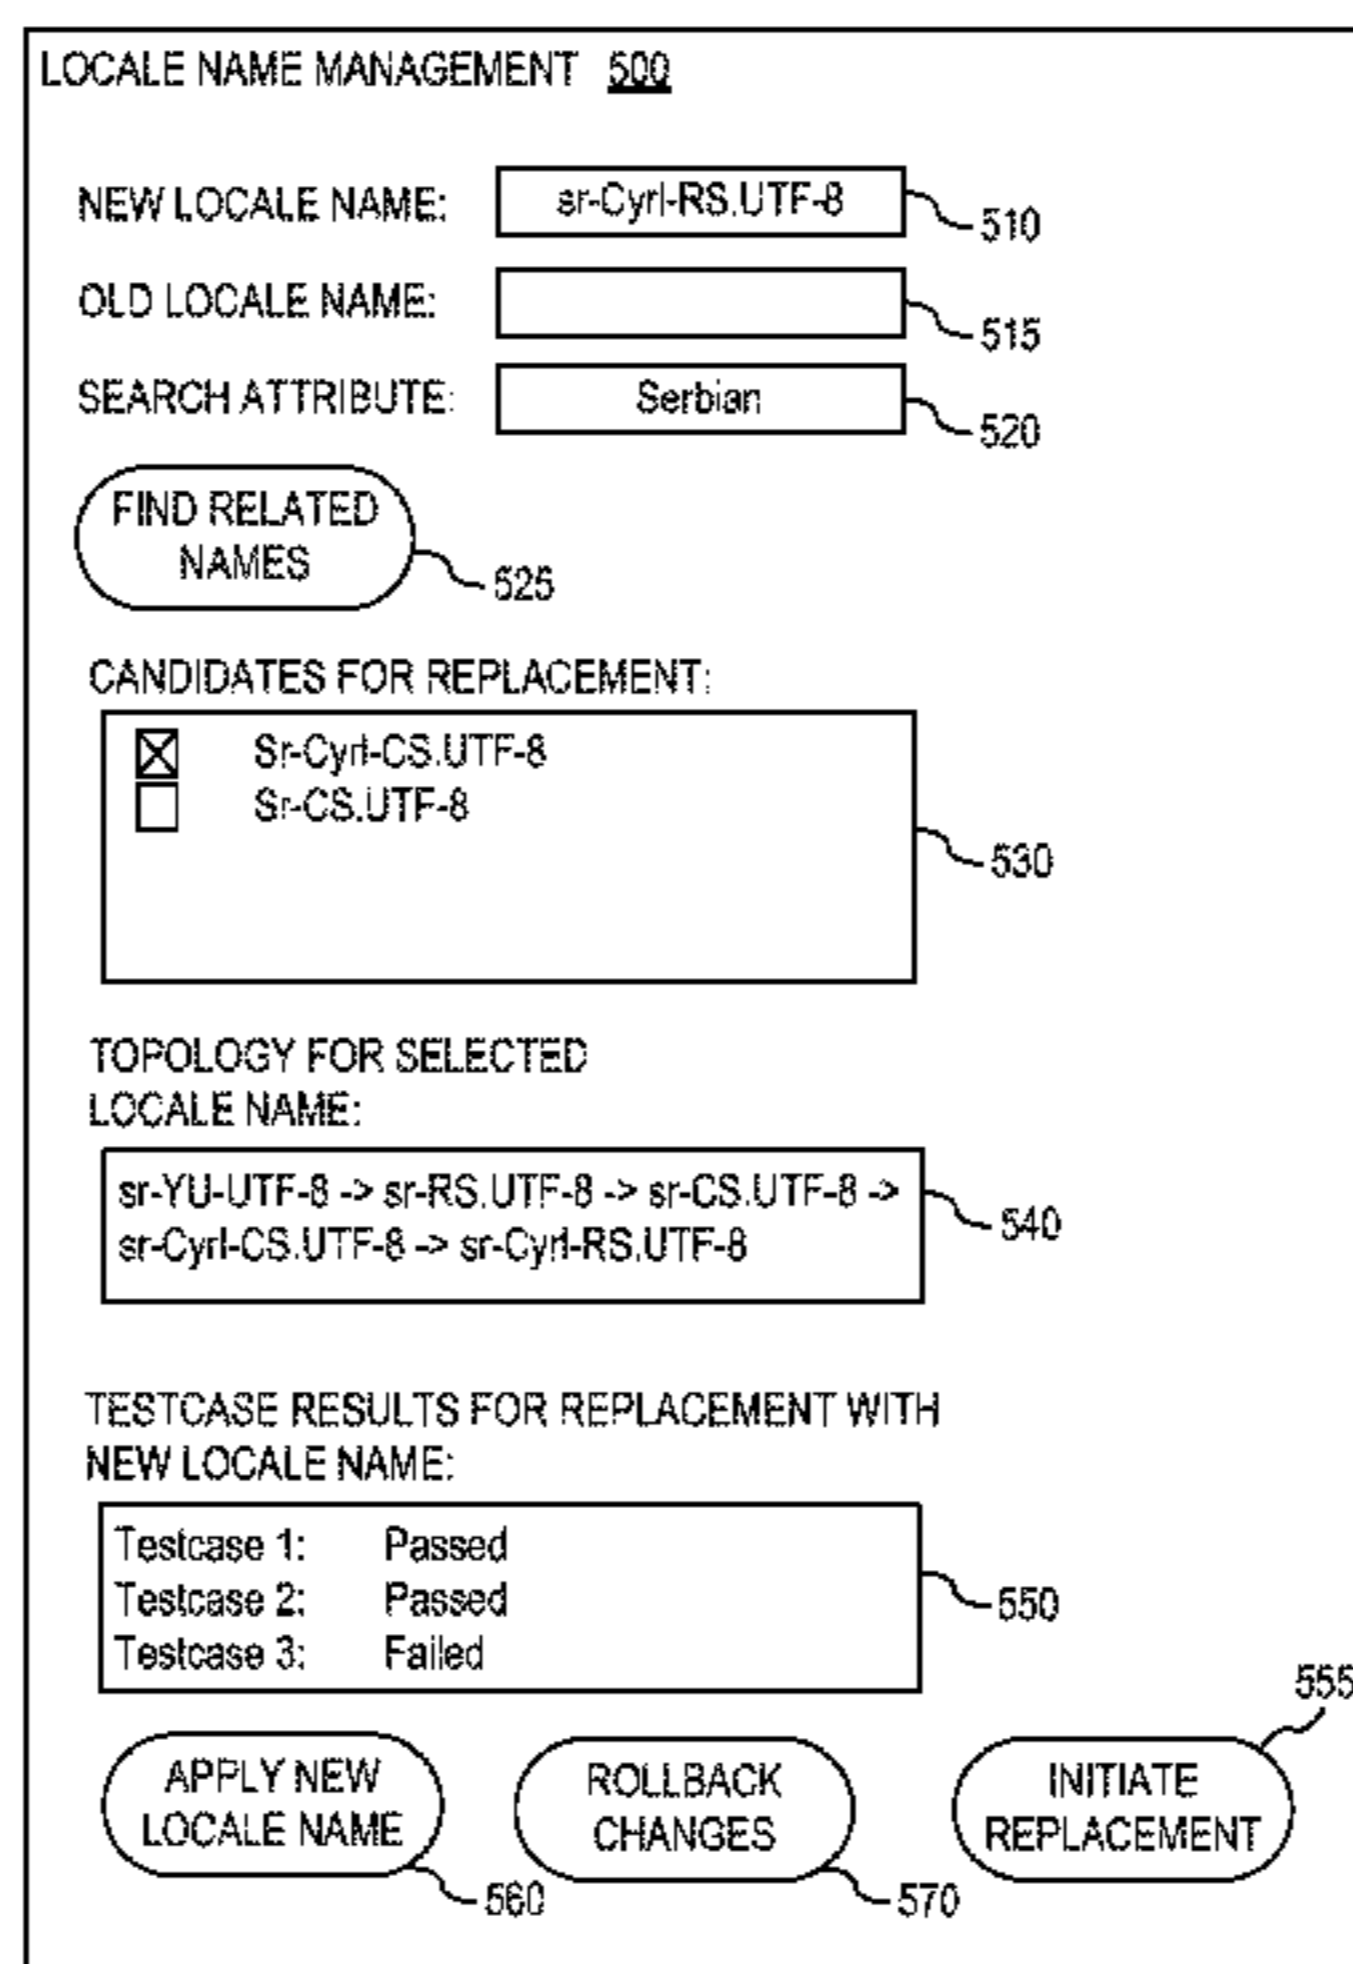 LOCALE NAME MANAGEMENT 500
NEW LOCALE NAME: sr-Cyrl-RS.UTF-8 510
OLD LOCALE NAME: 515
SEARCH ATTRIBUTE: Serbian 520
FIND RELATED
NAMES
525
CANDIDATES FOR REPLACEMENT:
Sr-Cyrl-CS.UTF-8
Sr-CS.UTF-8
530
TOPOLOGY FOR SELECTED
LOCALE NAME:
sr-YU-UTF-8 -> sr-RS.UTF-8 -> sr-CS.UTF-8 ->
sr-Cyrl-CS.UTF-8 -> sr-Cyrl-RS.UTF-8
540
TESTCASE RESULTS FOR REPLACEMENT WITH
NEW LOCALE NAME:
Testcase 1: Passed
Testcase 2: Passed
Testcase 3: Failed
550
APPLY NEW
LOCALE NAME
560
ROLLBACK
CHANGES
570
INITIATE
REPLACEMENT
555